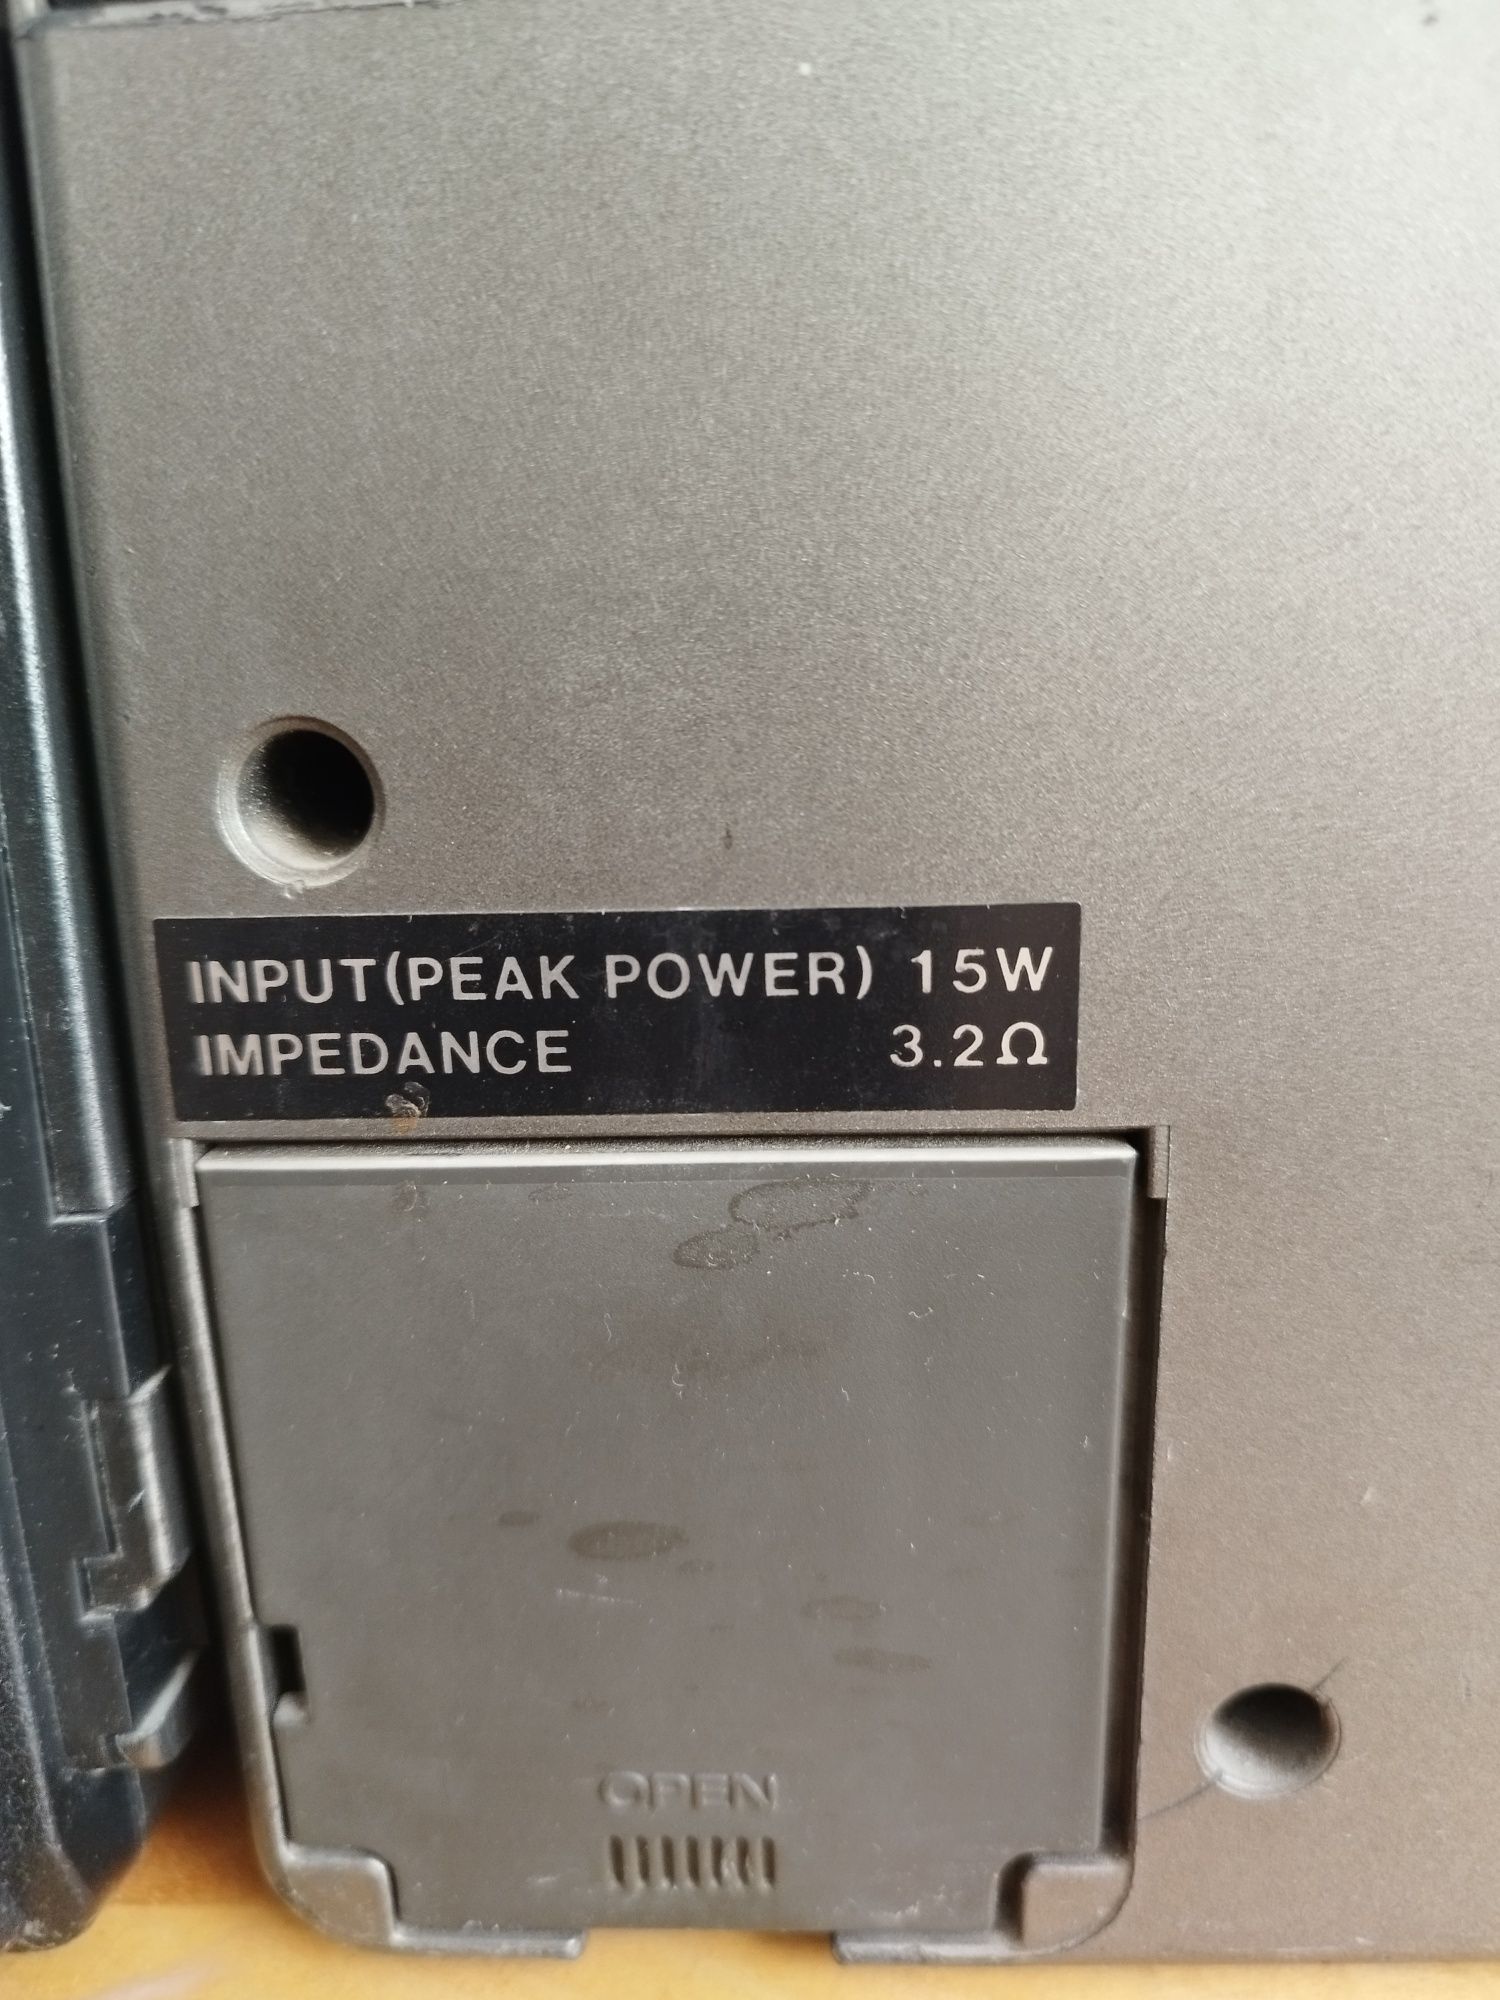 INPUT(PEAK POWER) 15W
IMPEDANCE 3.2Ω
OPEN